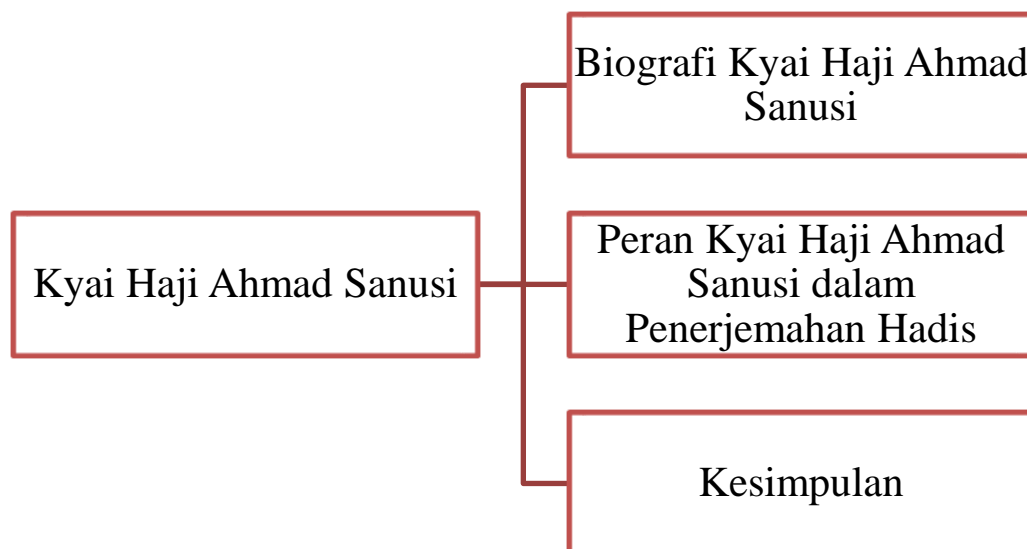 Kyai Haji Ahmad Sanusi
Biografi Kyai Haji Ahmad
Sanusi
Peran Kyai Haji Ahmad
Sanusi dalam
Penerjemahan Hadis
Kesimpulan